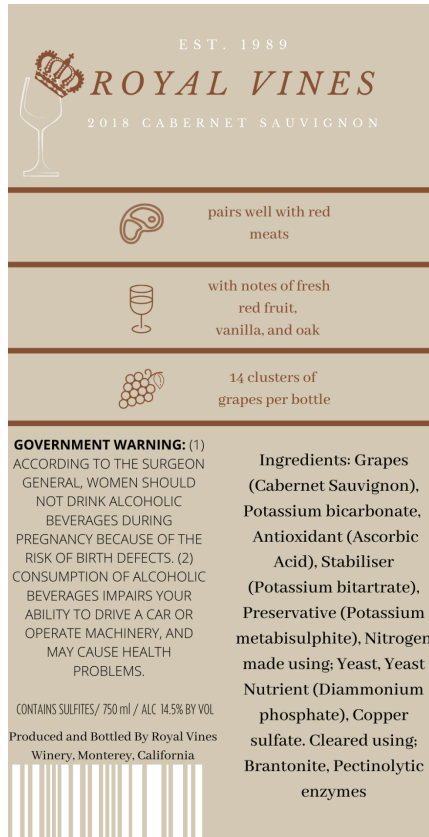 EST. 1989
ROYAL VINES
2018 CABERNET SAUVIGNON
pairs well with red
meats
with notes of fresh
red fruit,
vanilla, and oak
14 clusters of
grapes per bottle
GOVERNMENT WARNING: (1)
ACCORDING TO THE SURGEON
GENERAL, WOMEN SHOULD
NOT DRINK ALCOHOLIC
BEVERAGES DURING
PREGNANCY BECAUSE OF THE
RISK OF BIRTH DEFECTS. (2)
CONSUMPTION OF ALCOHOLIC
BEVERAGES IMPAIRS YOUR
ABILITY TO DRIVE A CAR OR
OPERATE MACHINERY, AND
MAY CAUSE HEALTH
PROBLEMS.
CONTAINS SULFITES/ 750 ml / ALC 14.5% BY VOL
Produced and Bottled By Royal Vines
Winery, Monterey, California
Ingredients: Grapes
(Cabernet Sauvignon),
Potassium bicarbonate,
Antioxidant (Ascorbic
Acid), Stabiliser
(Potassium bitartrate),
Preservative (Potassium
metabisulphite), Nitrogen
made using; Yeast, Yeast
Nutrient (Diammonium
phosphate), Copper
sulfate. Cleared using;
Brantonite, Pectinolytic
enzymes